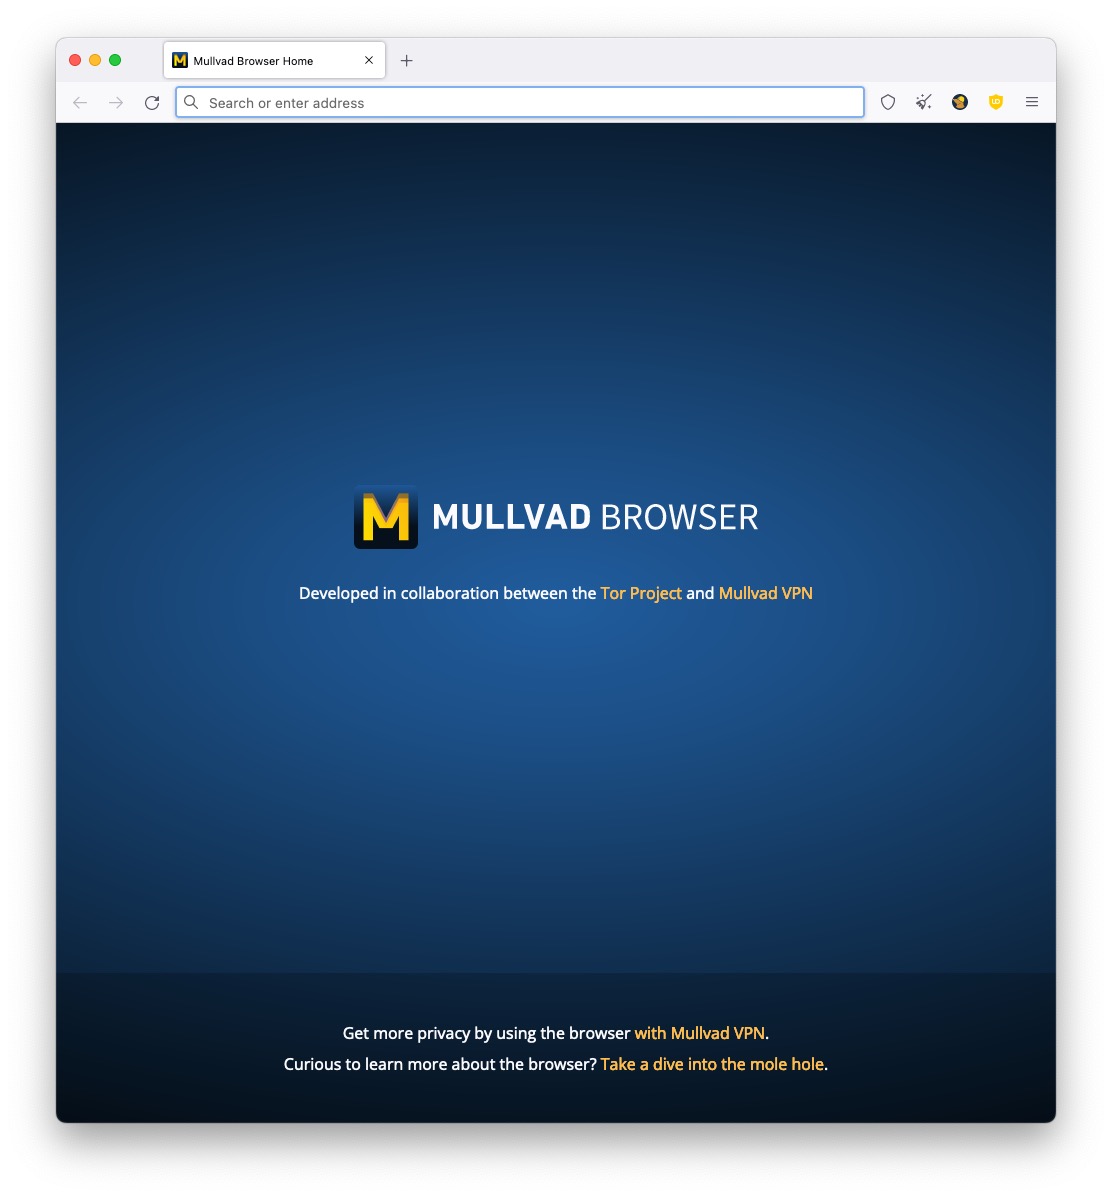 Mullvad Browser Home
Search or enter address
MULLVAD BROWSER
Developed in collaboration between the Tor Project and Mullvad VPN
Get more privacy by using the browser with Mullvad VPN.
Curious to learn more about the browser? Take a dive into the mole hole.